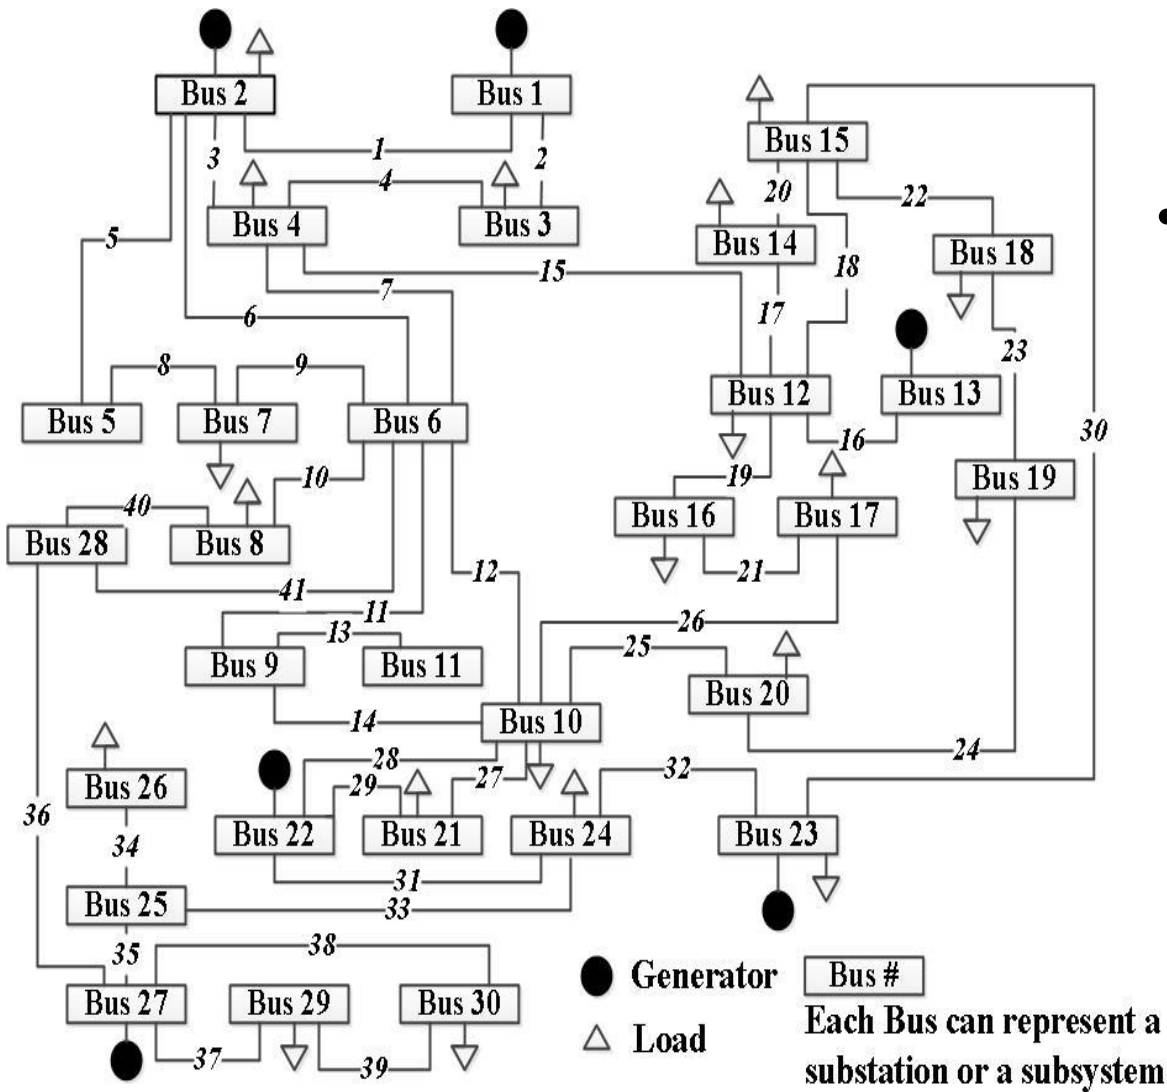 Bus 2
Bus 1
Bus 15
3
1
2
20
22
4
Bus 4
Bus 3
Bus 14
Bus 18
5
15
18
7
6
17
23
8
9
Bus 5
Bus 7
Bus 6
Bus 12
Bus 13
30
16
10
19
Bus 19
40
Bus 28
Bus 8
Bus 16
Bus 17
41
12
21
11
13
26
25
Bus 9
Bus 11
Bus 20
14
Bus 10
24
28
32
Bus 26
29
27
36
34
Bus 22
Bus 21
Bus 24
Bus 23
31
Bus 25
33
35
38
Generator
Bus #
Bus 27
Bus 29
Bus 30
Each Bus can represent a
Load
37
39
substation or a subsystem